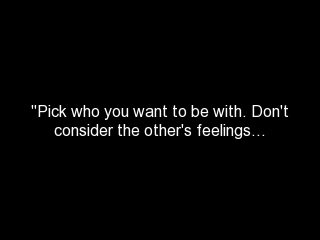 "Pick who you want to be with. Don't
consider the other's feelings…